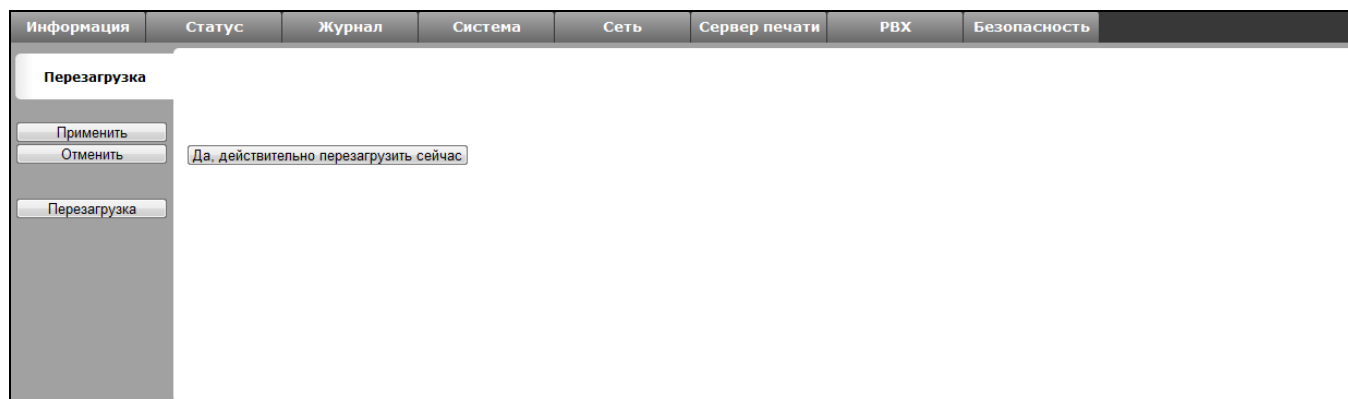 Информация Статус Журнал Система Сеть Сервер печати PBX Безопасность
Перезагрузка
Применить
Отменить
Да, действительно перезагрузить сейчас
Перезагрузка